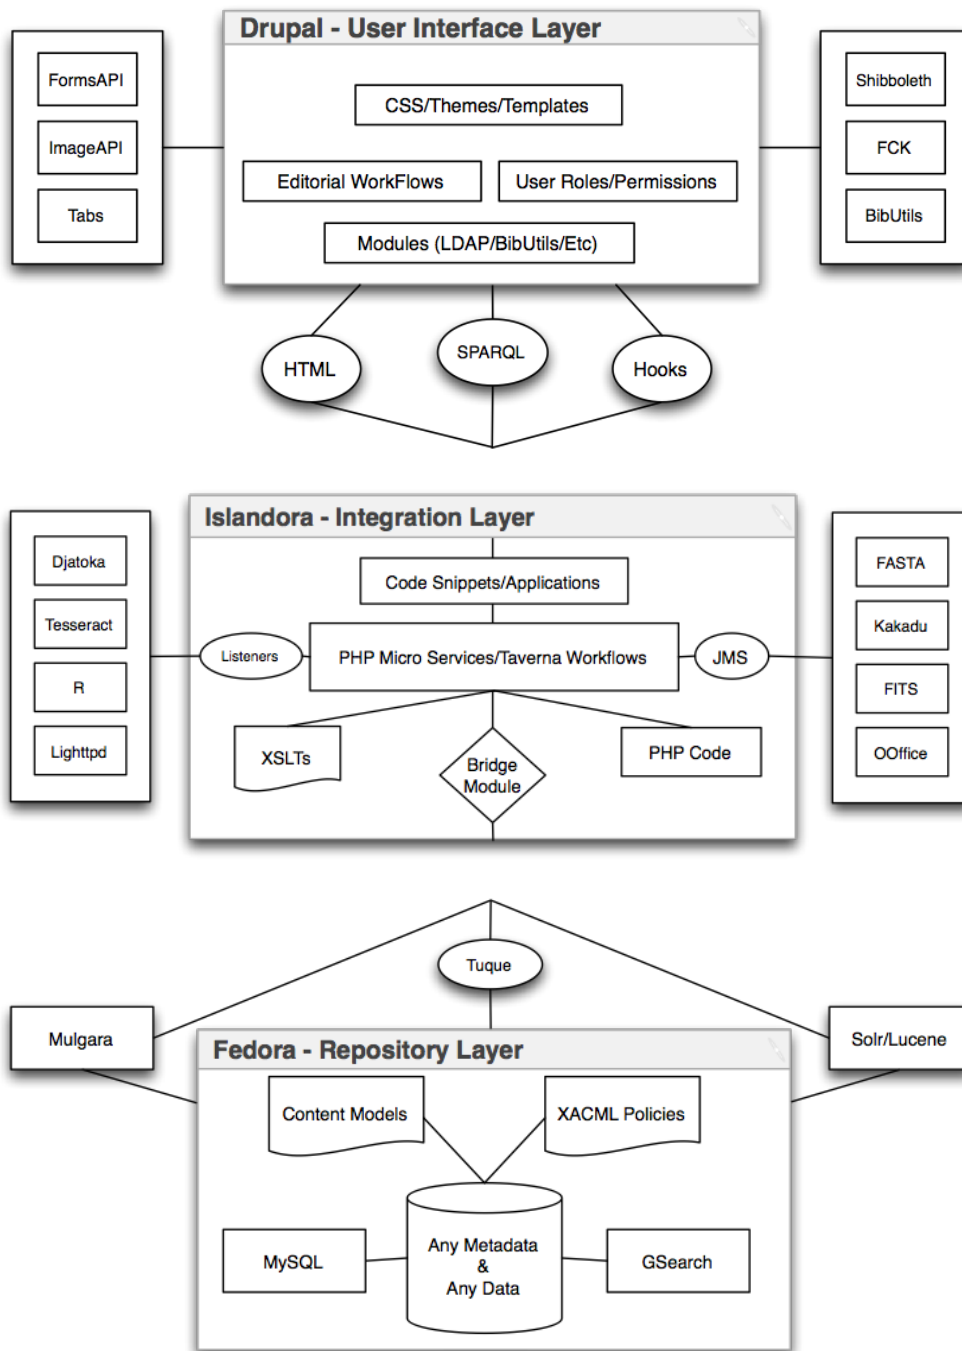 Drupal - User Interface Layer
FormsAPI
ImageAPI
Tabs
CSS/Themes/Templates
Editorial WorkFlows
User Roles/Permissions
Modules (LDAP/BibUtils/Etc)
Shibboleth
FCK
BibUtils
HTML
SPARQL
Hooks
Islandora - Integration Layer
Djatoka
Tesseract
R
Lighttpd
Code Snippets/Applications
Listeners
PHP Micro Services/Taverna Workflows
JMS
XSLTs
Bridge
Module
PHP Code
FASTA
Kakadu
FITS
OOffice
Tuque
Mulgara
Solr/Lucene
Fedora - Repository Layer
Content Models
XACML Policies
MySQL
Any Metadata
&
Any Data
GSearch